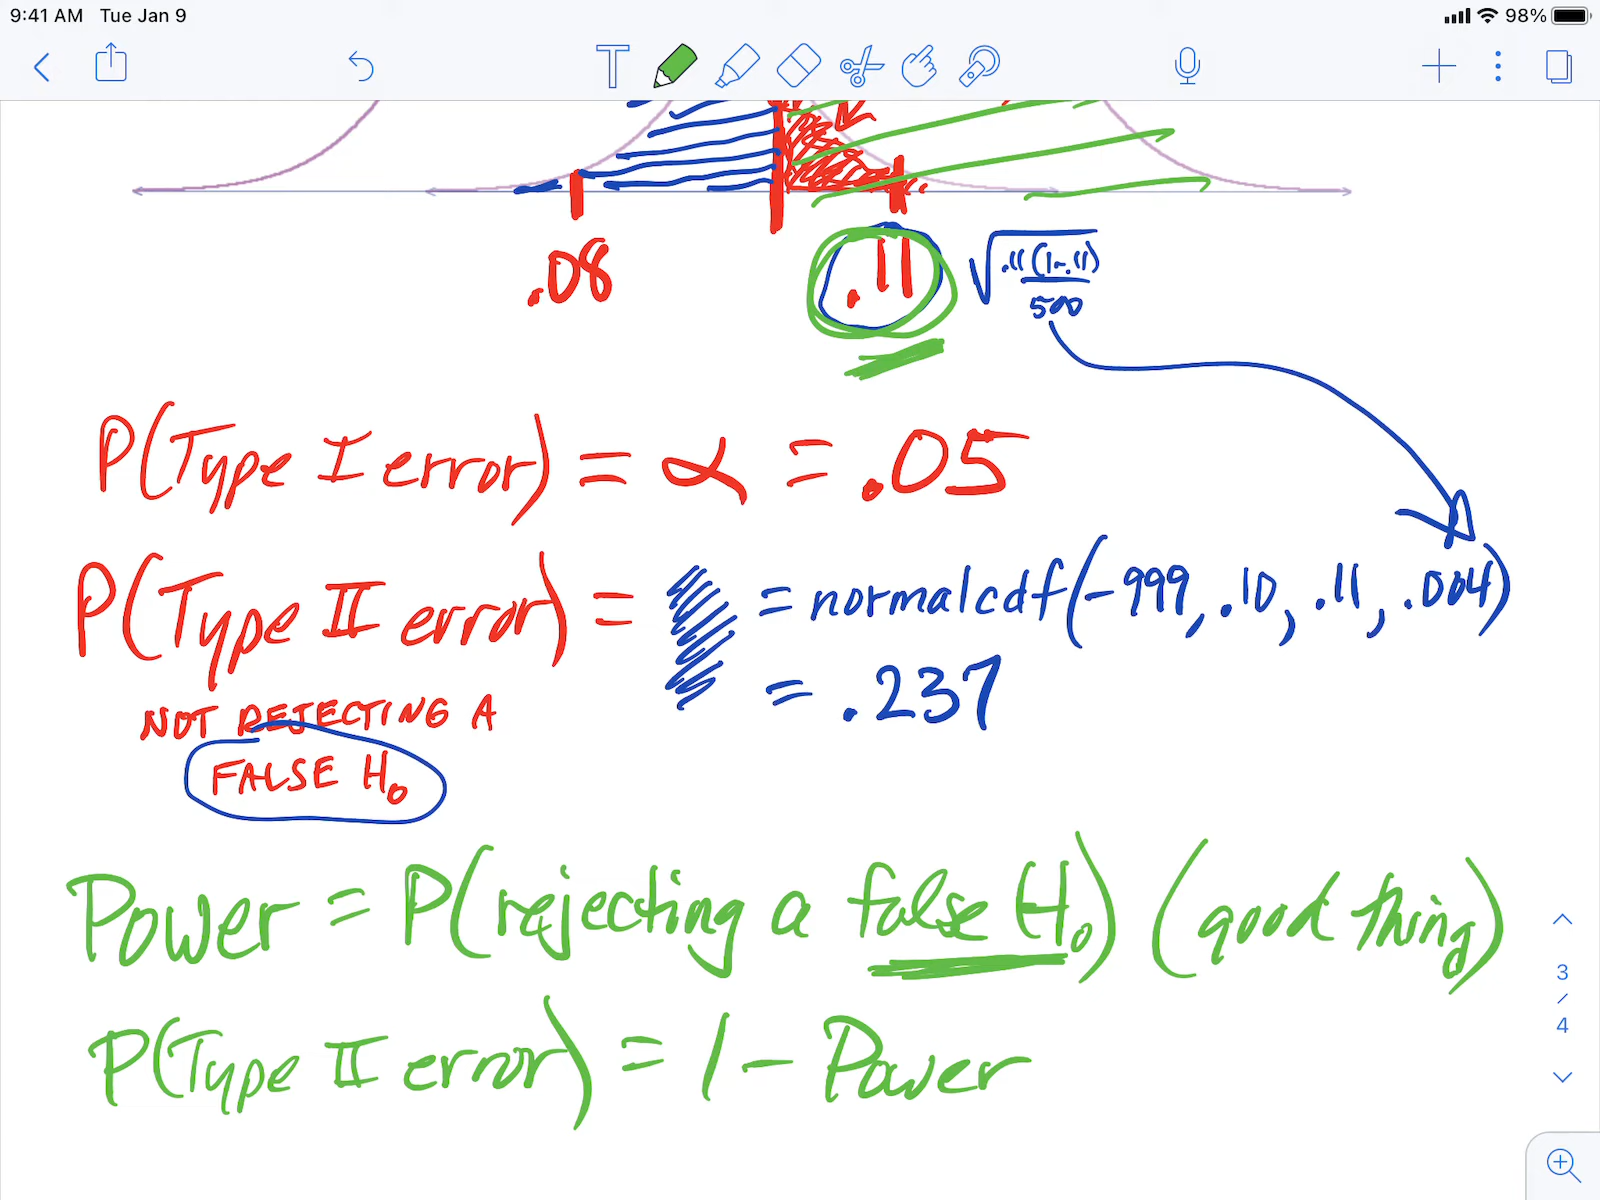 9:41 AM Tue Jan 9 98%
T
.08 .11 √(.11(1-.11)/500)
P(Type I error) = α = .05
P(Type II error) = = normalcdf(-999, .10, .11, .004)
= .237
NOT REJECTING A
FALSE H₀
Power = P(rejecting a false H₀) (good thing)
3
/
4
P(Type II error) = 1 - Power